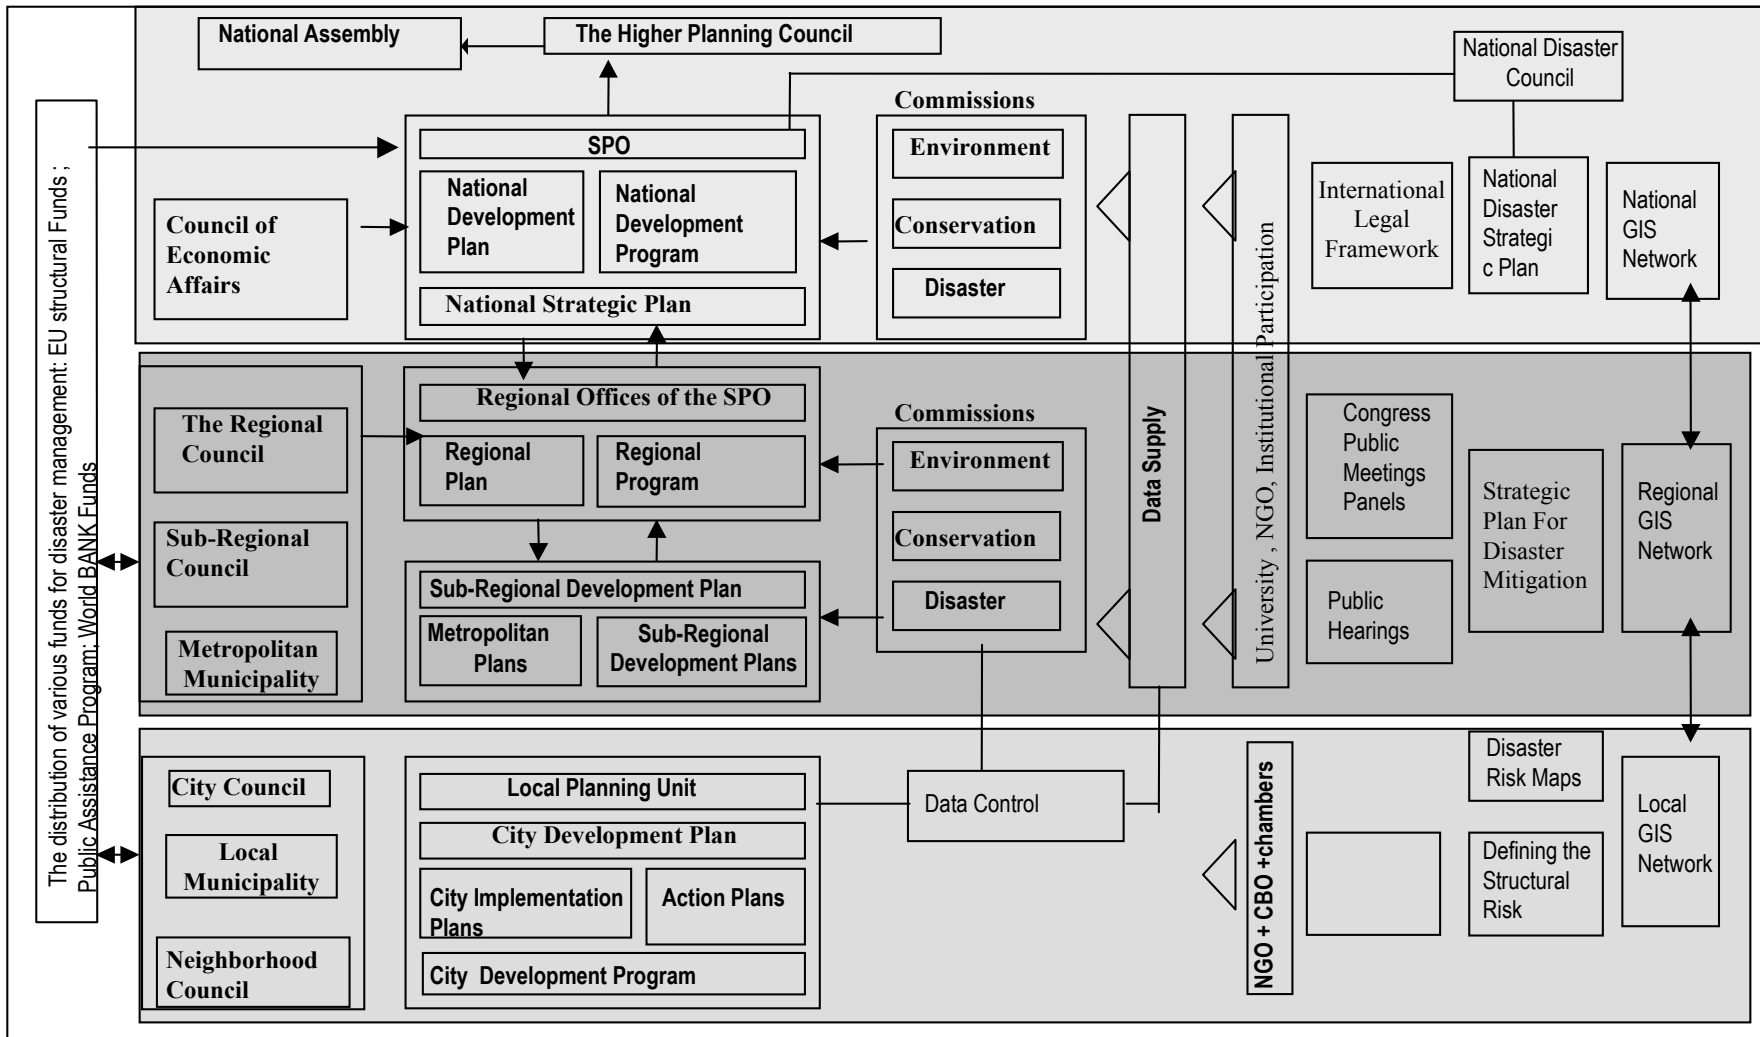 National Assembly
The Higher Planning Council
National Disaster
Council
Commissions
SPO
National
Development
Plan
National
Development
Program
National Strategic Plan
Council of
Economic
Affairs
Environment
Conservation
Disaster
International
Legal
Framework
National
Disaster
Strategi
c Plan
National
GIS
Network
The distribution of various funds for disaster management: EU structural Funds ;
Public Assistance Program; World BANK Funds
Data Supply
University , NGO, Institutional Participation
The Regional
Council
Sub-Regional
Council
Metropolitan
Municipality
Regional Offices of the SPO
Regional
Plan
Regional
Program
Sub-Regional Development Plan
Metropolitan
Plans
Sub-Regional
Development Plans
Commissions
Environment
Conservation
Disaster
Congress
Public
Meetings
Panels
Public
Hearings
Strategic
Plan For
Disaster
Mitigation
Regional
GIS
Network
City Council
Local
Municipality
Neighborhood
Council
Local Planning Unit
City Development Plan
City Implementation
Plans
Action Plans
City Development Program
Data Control
NGO + CBO +chambers
Disaster
Risk Maps
Defining the
Structural
Risk
Local
GIS
Network